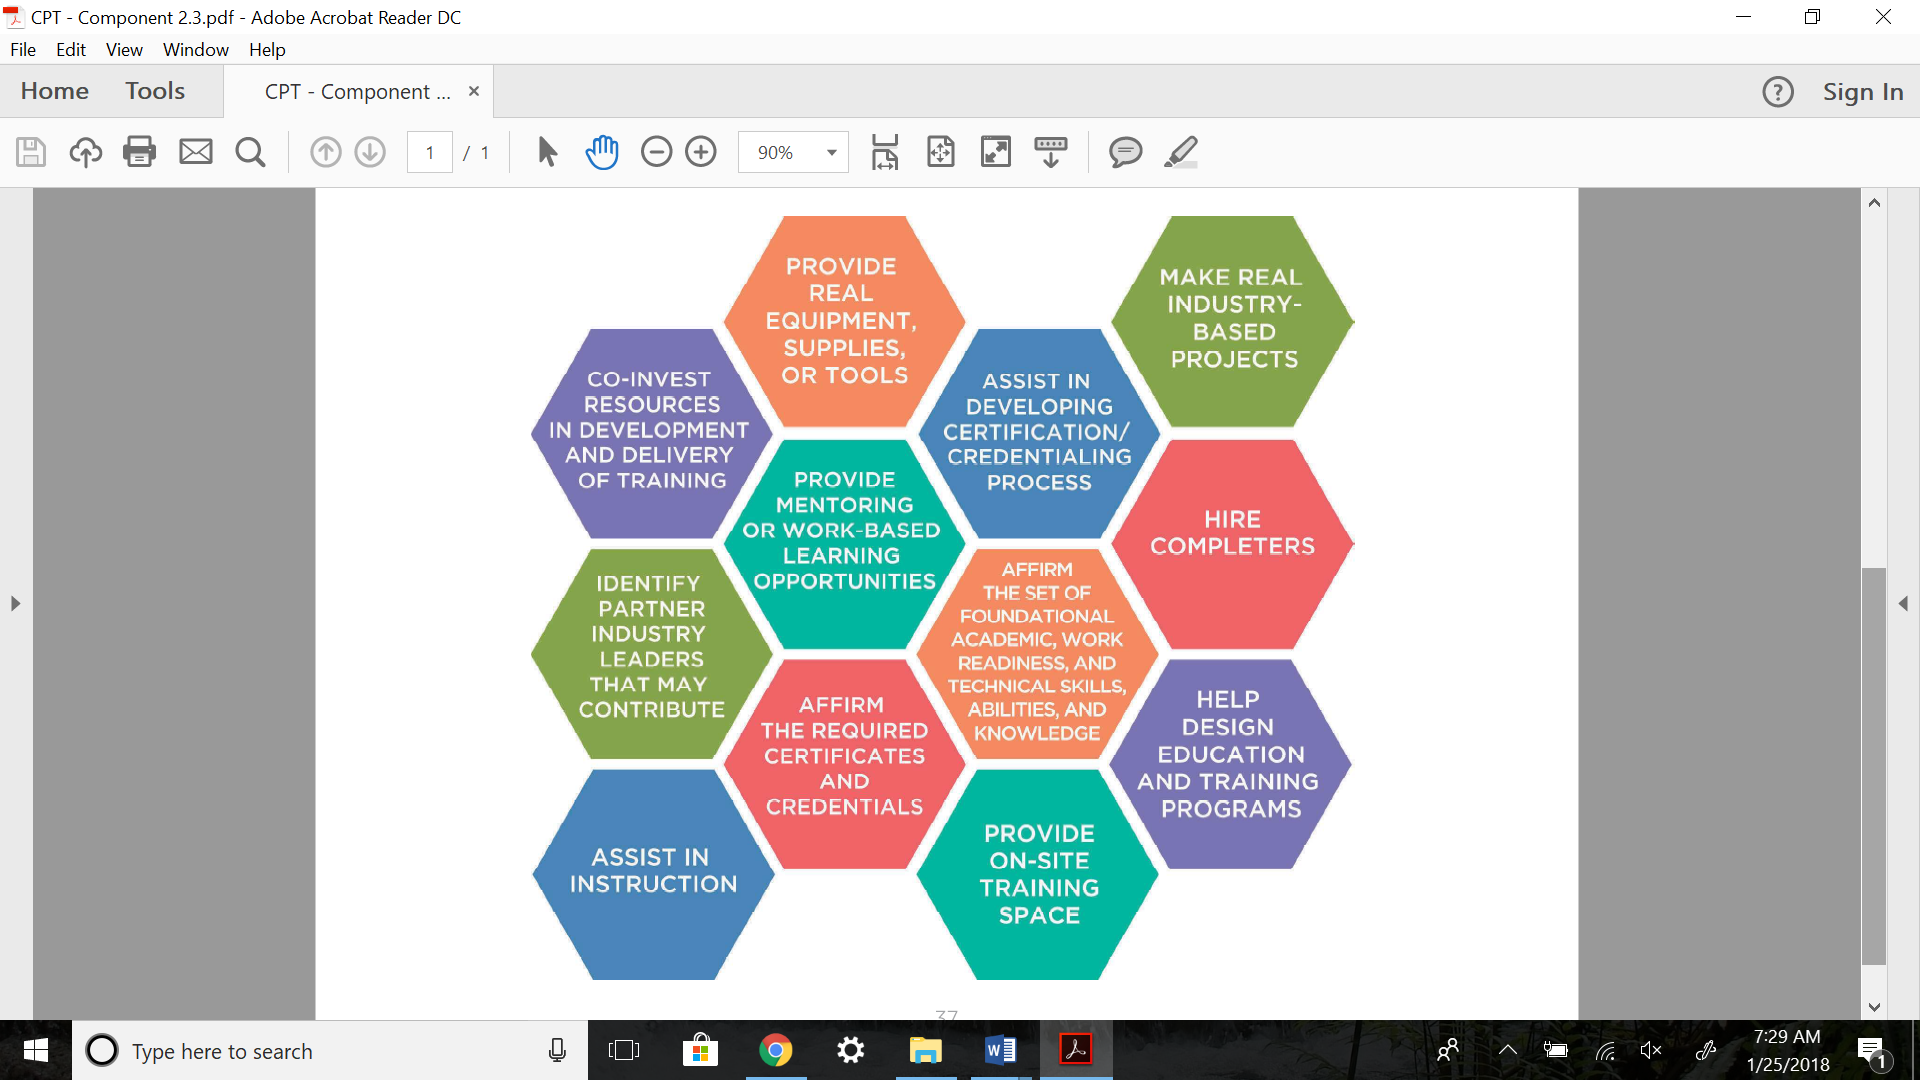 CPT - Component 2.3.pdf - Adobe Acrobat Reader DC
File Edit View Window Help
Home Tools CPT - Component ... × ? Sign In
1 / 1 90%
PROVIDE
REAL
EQUIPMENT,
SUPPLIES,
OR TOOLS
MAKE REAL
INDUSTRY-
BASED
PROJECTS
CO-INVEST
RESOURCES
IN DEVELOPMENT
AND DELIVERY
OF TRAINING
ASSIST IN
DEVELOPING
CERTIFICATION/
CREDENTIALING
PROCESS
PROVIDE
MENTORING
OR WORK-BASED
LEARNING
OPPORTUNITIES
HIRE
COMPLETERS
IDENTIFY
PARTNER
INDUSTRY
LEADERS
THAT MAY
CONTRIBUTE
AFFIRM
THE SET OF
FOUNDATIONAL
ACADEMIC, WORK
READINESS, AND
TECHNICAL SKILLS,
ABILITIES, AND
KNOWLEDGE
AFFIRM
THE REQUIRED
CERTIFICATES
AND
CREDENTIALS
HELP
DESIGN
EDUCATION
AND TRAINING
PROGRAMS
ASSIST IN
INSTRUCTION
PROVIDE
ON-SITE
TRAINING
SPACE
37
Type here to search
7:29 AM
1/25/2018
1